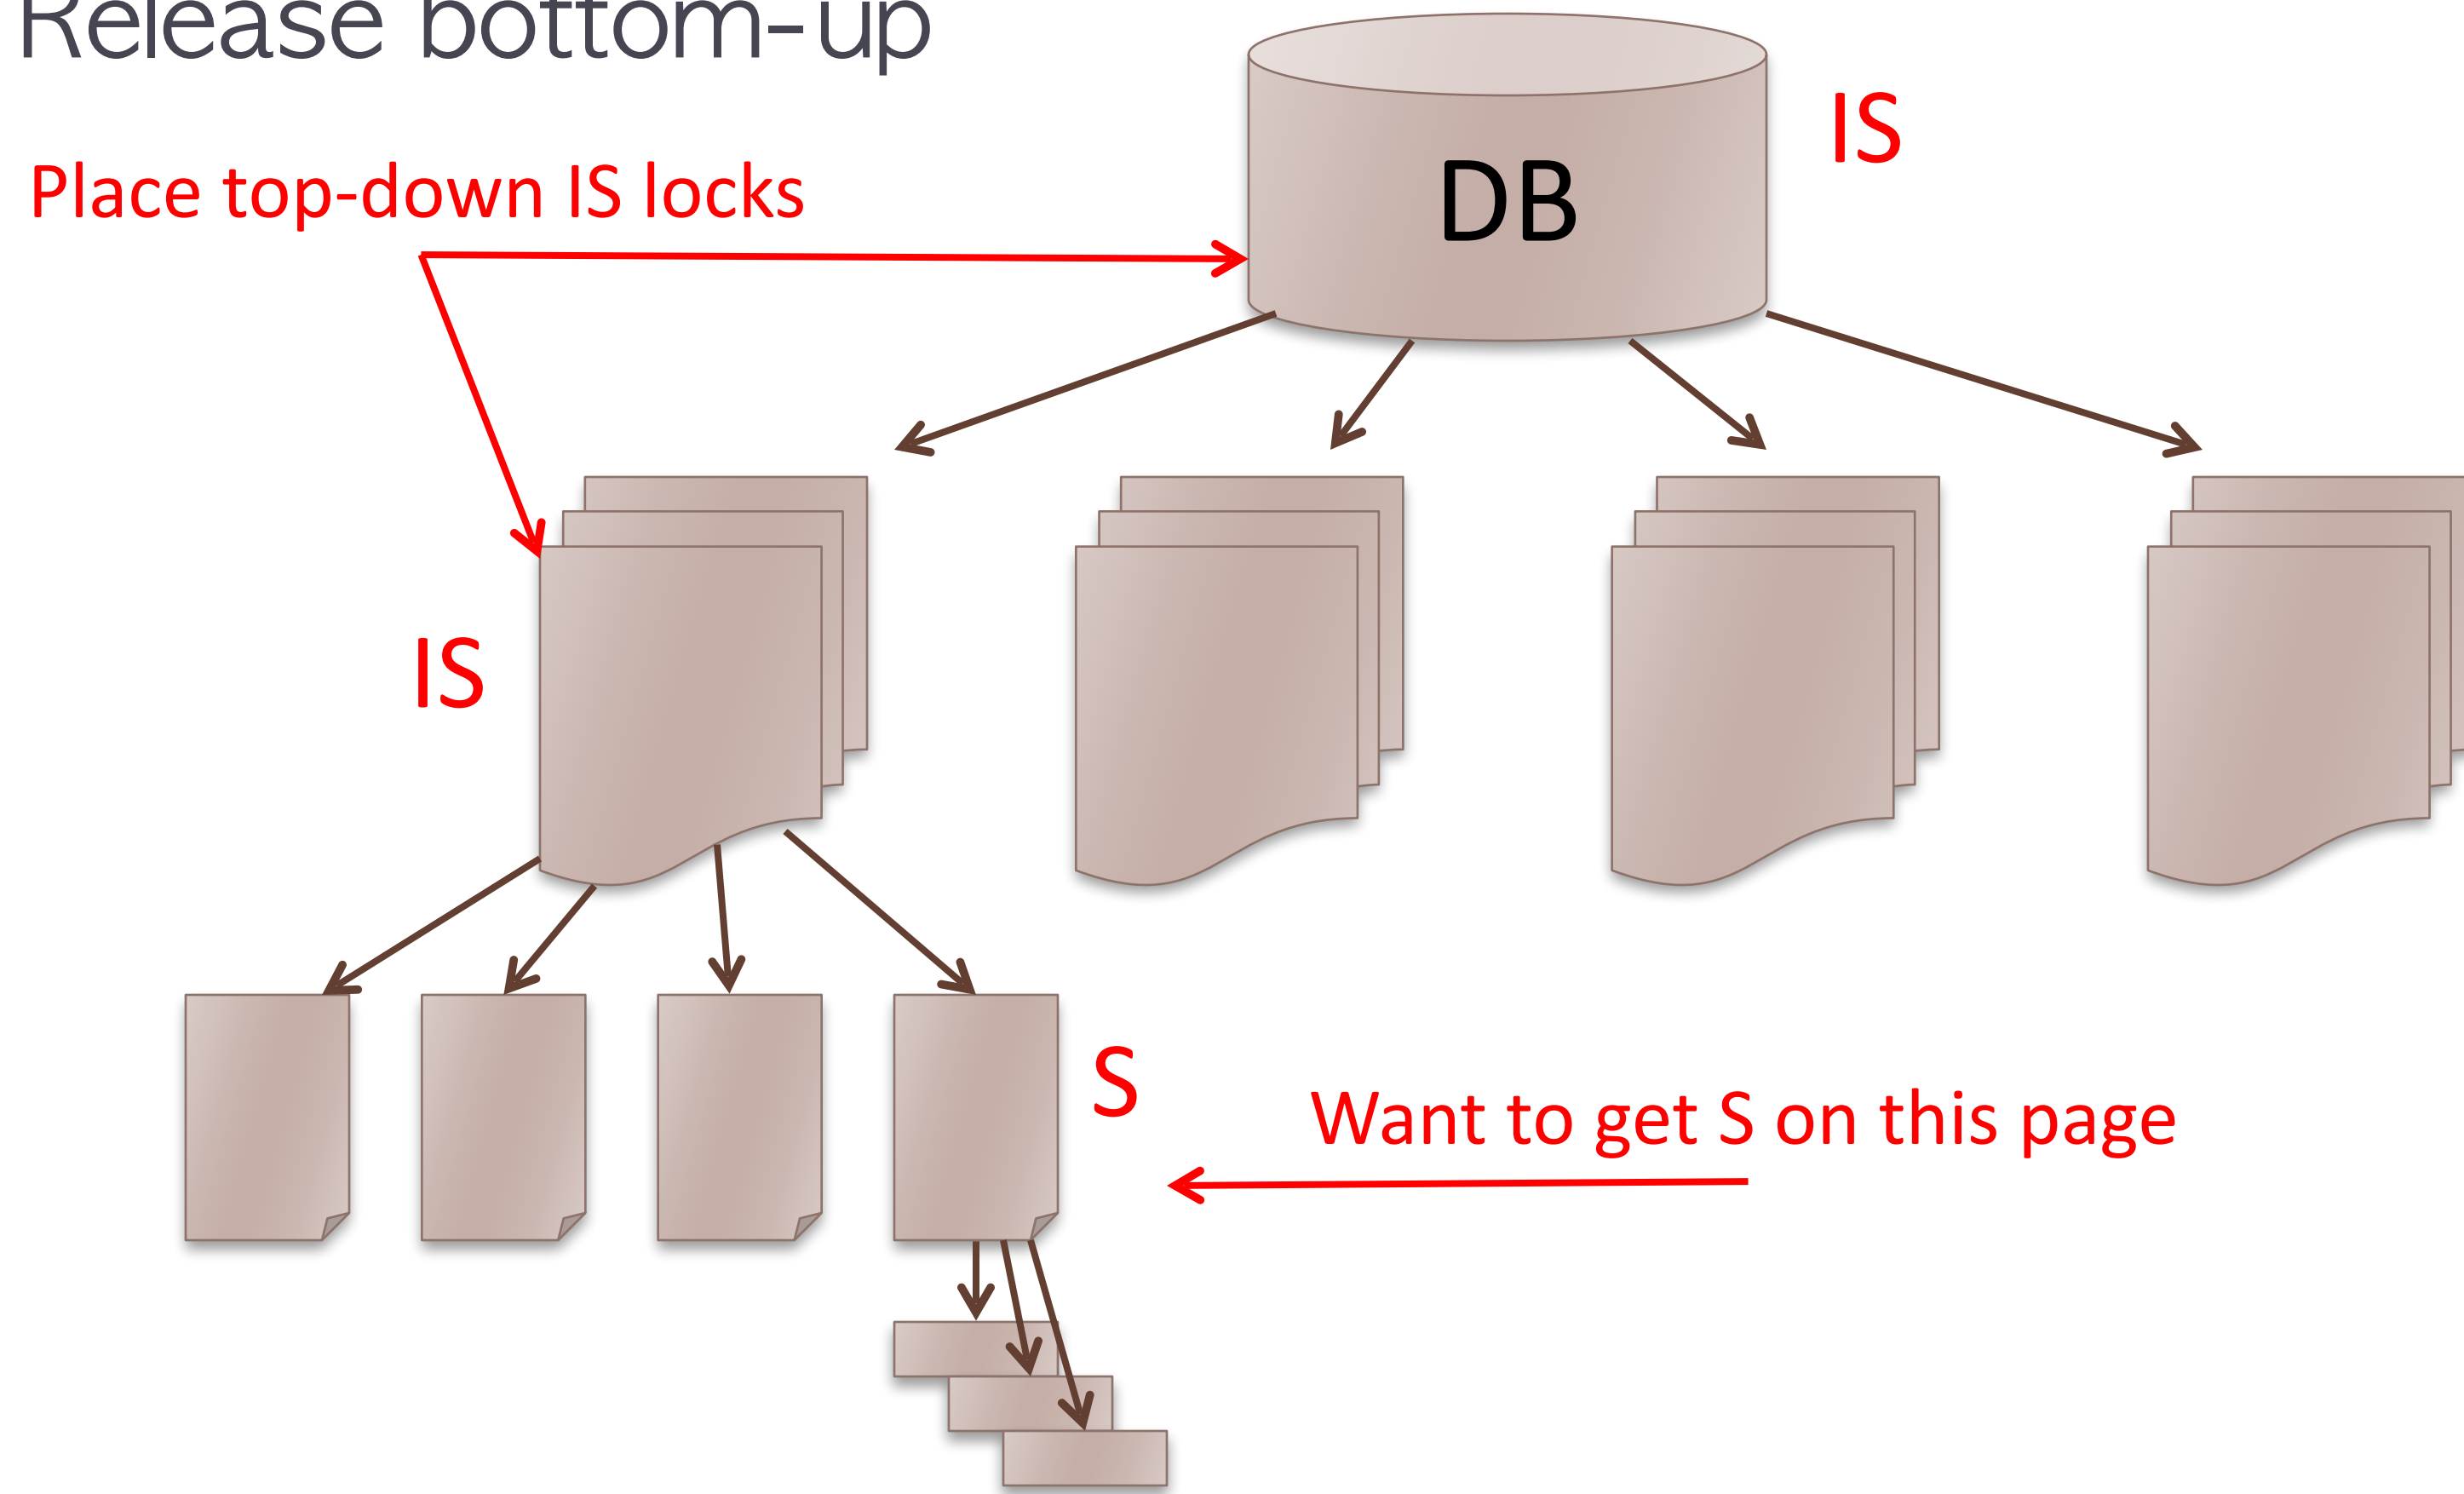 Release bottom-up
IS
Place top-down IS locks
DB
IS
S
Want to get S on this page